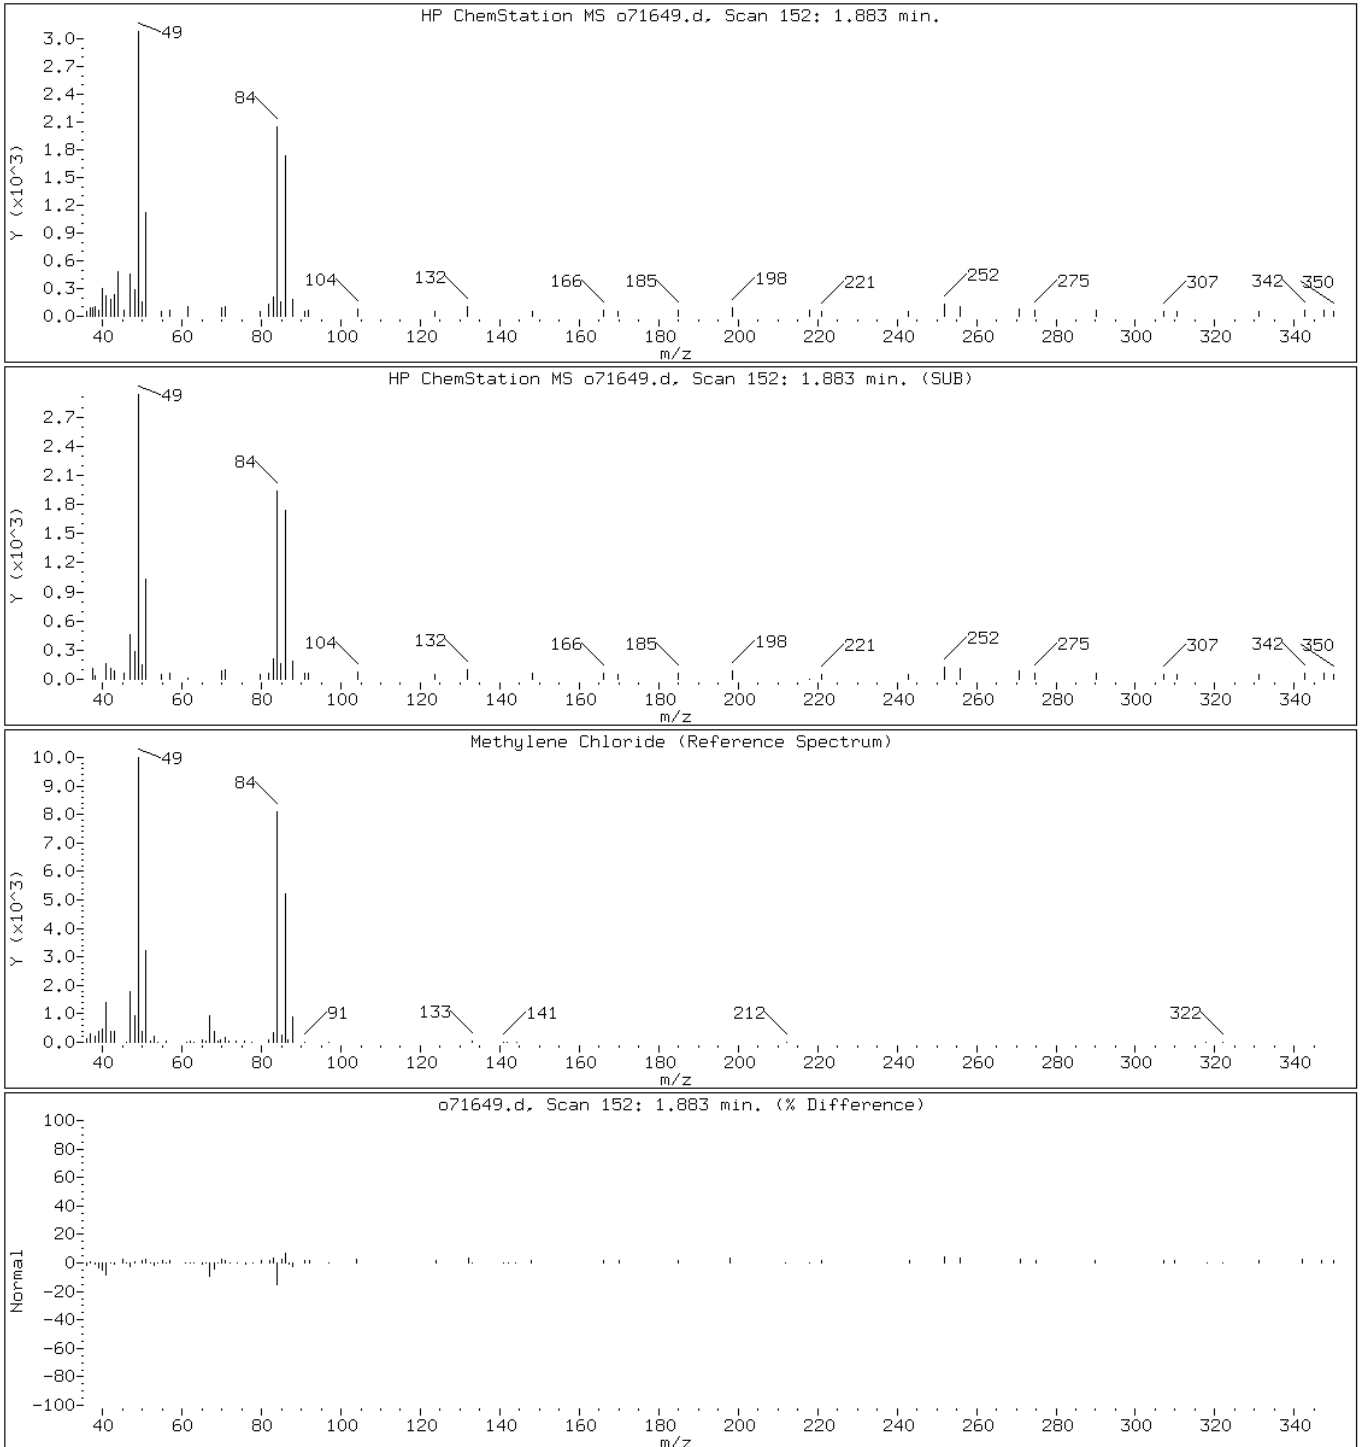 HP ChemStation MS o71649.d, Scan 152: 1.883 min.
49
84
104 132 166 185 198 221 252 275 307 342 350
3.0
2.7
2.4
2.1
1.8
1.5
1.2
0.9
0.6
0.3
0.0
Y (x10^3)
40 60 80 100 120 140 160 180 200 220 240 260 280 300 320 340
m/z
HP ChemStation MS o71649.d, Scan 152: 1.883 min. (SUB)
49
84
104 132 166 185 198 221 252 275 307 342 350
2.7
2.4
2.1
1.8
1.5
1.2
0.9
0.6
0.3
0.0
Y (x10^3)
40 60 80 100 120 140 160 180 200 220 240 260 280 300 320 340
m/z
Methylene Chloride (Reference Spectrum)
49
84
91 133 141 212 322
10.0
9.0
8.0
7.0
6.0
5.0
4.0
3.0
2.0
1.0
0.0
Y (x10^3)
40 60 80 100 120 140 160 180 200 220 240 260 280 300 320 340
m/z
o71649.d, Scan 152: 1.883 min. (% Difference)
100
80
60
40
20
0
-20
-40
-60
-80
-100
Normal
40 60 80 100 120 140 160 180 200 220 240 260 280 300 320 340
m/z